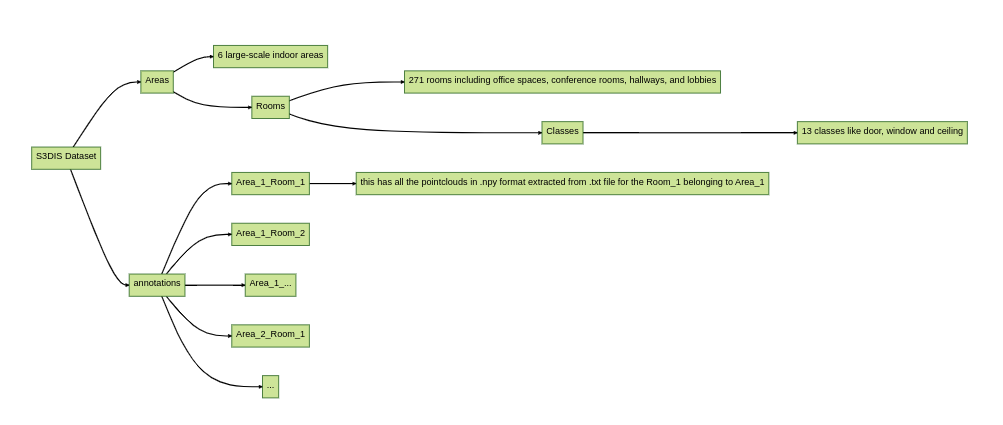 6 large-scale indoor areas
Areas
271 rooms including office spaces, conference rooms, hallways, and lobbies
Rooms
Classes
13 classes like door, window and ceiling
S3DIS Dataset
Area_1_Room_1
this has all the pointclouds in .npy format extracted from .txt file for the Room_1 belonging to Area_1
Area_1_Room_2
annotations
Area_1_...
Area_2_Room_1
...